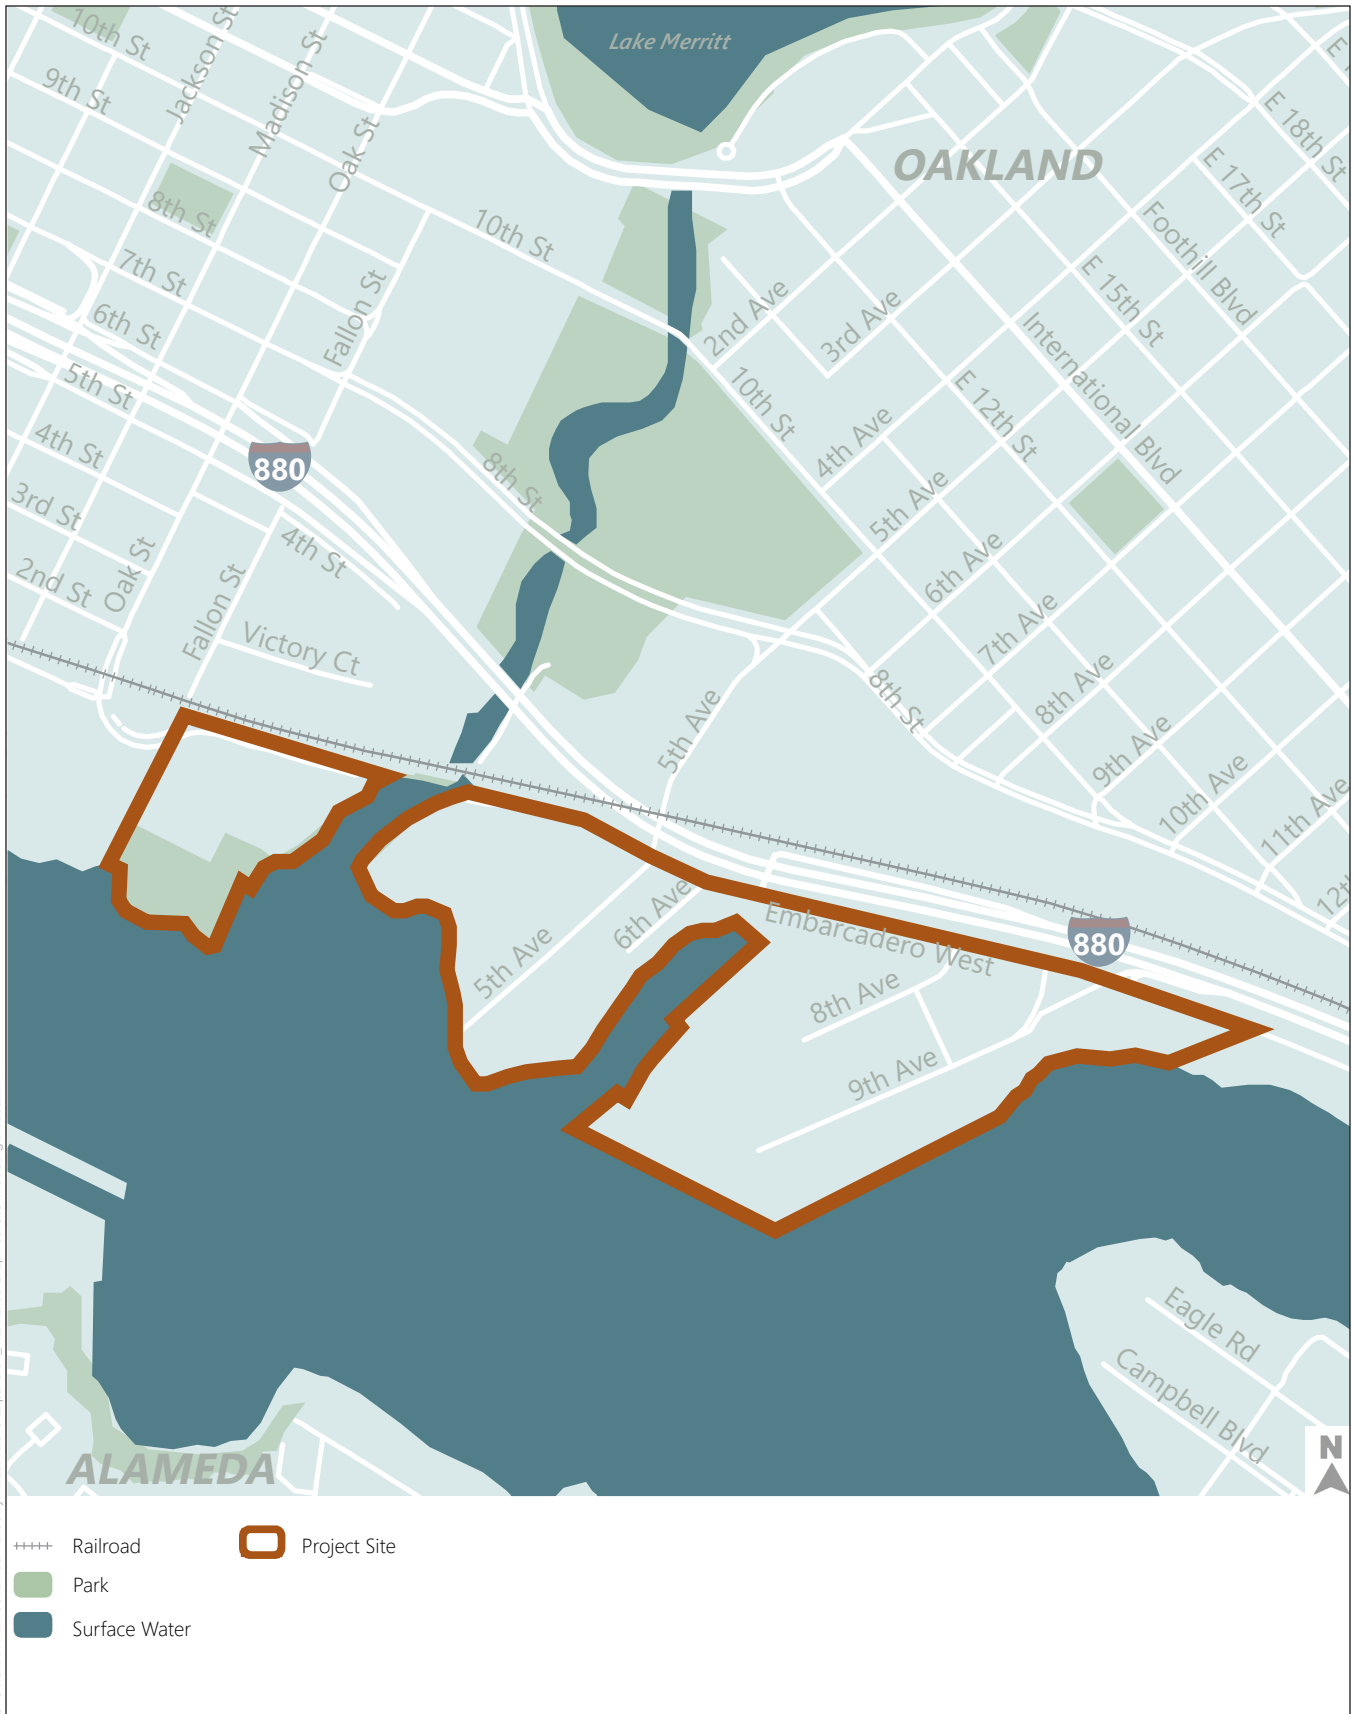 Lake Merritt
10th St
Jackson St
Madison St
9th St
Oak St
OAKLAND
E 18th St
E 17th St
8th St
10th St
Foothill Blvd
7th St
E 15th St
6th St
Fallon St
2nd Ave
3rd Ave
International Blvd
5th St
10th St
E 12th St
4th St
880
8th St
4th Ave
3rd St
5th Ave
4th St
2nd St
Oak St
6th Ave
Fallon St
Victory Ct
7th Ave
8th Ave
8th St
5th Ave
9th Ave
10th Ave
11th Ave
6th Ave
Embarcadero West
880
5th Ave
8th Ave
9th Ave
Eagle Rd
Campbell Blvd
ALAMEDA
N
Railroad
Project Site
Park
Surface Water